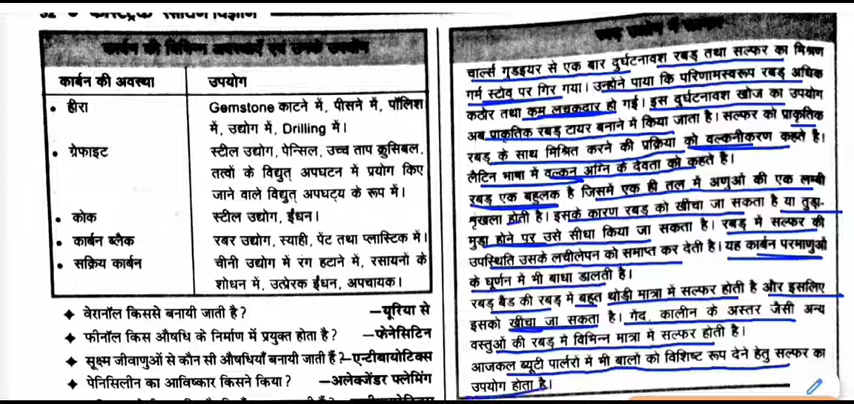 कार्बन की विभिन्न अवस्थाएँ एवं उनके उपयोग
कार्बन की अवस्था
उपयोग
• हीरा
Gemstone काटने में, पीसने में, पॉलिश
में, उद्योग में, Drilling में।
• ग्रेफाइट
स्टील उद्योग, पेन्सिल, उच्च ताप क्रुसिबल,
तत्वों के विद्युत् अपघटन में प्रयोग किए
जाने वाले विद्युत् अपघट्य के रूप में।
• कोक
स्टील उद्योग, ईंधन।
• कार्बन ब्लैक
रबर उद्योग, स्याही, पेंट तथा प्लास्टिक में।
• सक्रिय कार्बन
चीनी उद्योग में रंग हटाने में, रसायनों के
शोधन में, उत्प्रेरक ईंधन, अपचायक।
✦ वेरानॉल किससे बनायी जाती है? —यूरिया से
✦ फीनॉल किस औषधि के निर्माण में प्रयुक्त होता है? —फेनेसिटिन
✦ सूक्ष्म जीवाणुओं से कौन सी औषधियाँ बनायी जाती हैं?—एन्टीबायोटिक्स
✦ पेनिसिलीन का आविष्कार किसने किया? —अलेक्जेंडर फ्लेमिंग
चार्ल्स गुडइयर से एक बार दुर्घटनावश रबड़ तथा सल्फर का मिश्रण
गर्म स्टोव पर गिर गया। उन्होंने पाया कि परिणामस्वरूप रबड़ अधिक
कठोर तथा कम लचकदार हो गई। इस दुर्घटनावश खोज का उपयोग
अब प्राकृतिक रबड़ टायर बनाने में किया जाता है। सल्फर को प्राकृतिक
रबड़ के साथ मिश्रित करने की प्रक्रिया को वल्कनीकरण कहते है।
लैटिन भाषा में वल्कन अग्नि के देवता को कहते है।
रबड़ एक बहुलक है जिसमें एक ही तल में अणुओं की एक लम्बी
शृंखला होती है। इसके कारण रबड़ को खींचा जा सकता है या तुड़ा-
मुड़ा होने पर उसे सीधा किया जा सकता है। रबड़ में सल्फर की
उपस्थिति उसके लचीलेपन को समाप्त कर देती है। यह कार्बन परमाणुओं
के घूर्णन में भी बाधा डालती है।
रबड़ बैंड की रबड़ में बहुत थोड़ी मात्रा में सल्फर होती है और इसलिए
इसको खींचा जा सकता है। गेंद, कालीन के अस्तर जैसी अन्य
वस्तुओं की रबड़ में विभिन्न मात्रा में सल्फर होती है।
आजकल ब्यूटी पार्लरों में भी बालों को विशिष्ट रूप देने हेतु सल्फर का
उपयोग होता है।